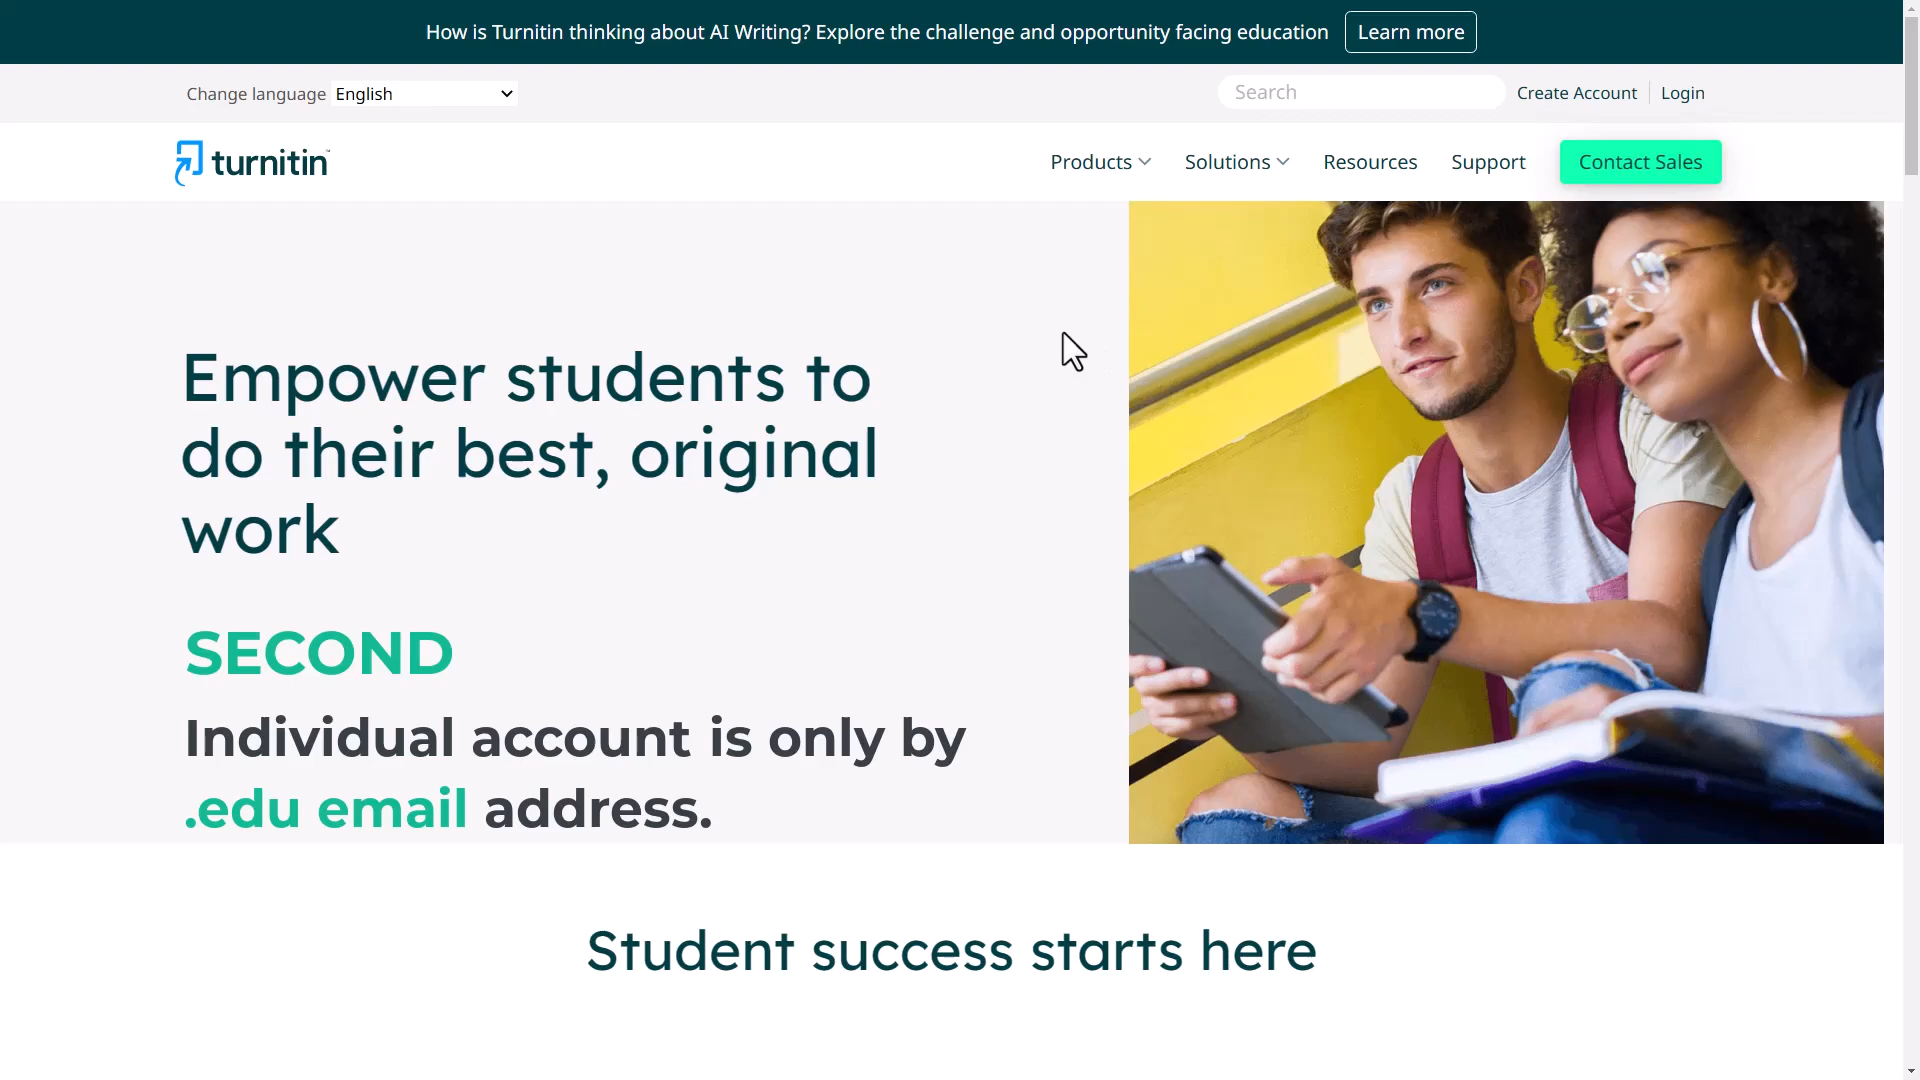 How is Turnitin thinking about AI Writing? Explore the challenge and opportunity facing education Learn more
Change language English Search Create Account Login
turnitin™ Products Solutions Resources Support Contact Sales
Empower students to
do their best, original
work
SECOND
Individual account is only by
.edu email address.
Student success starts here